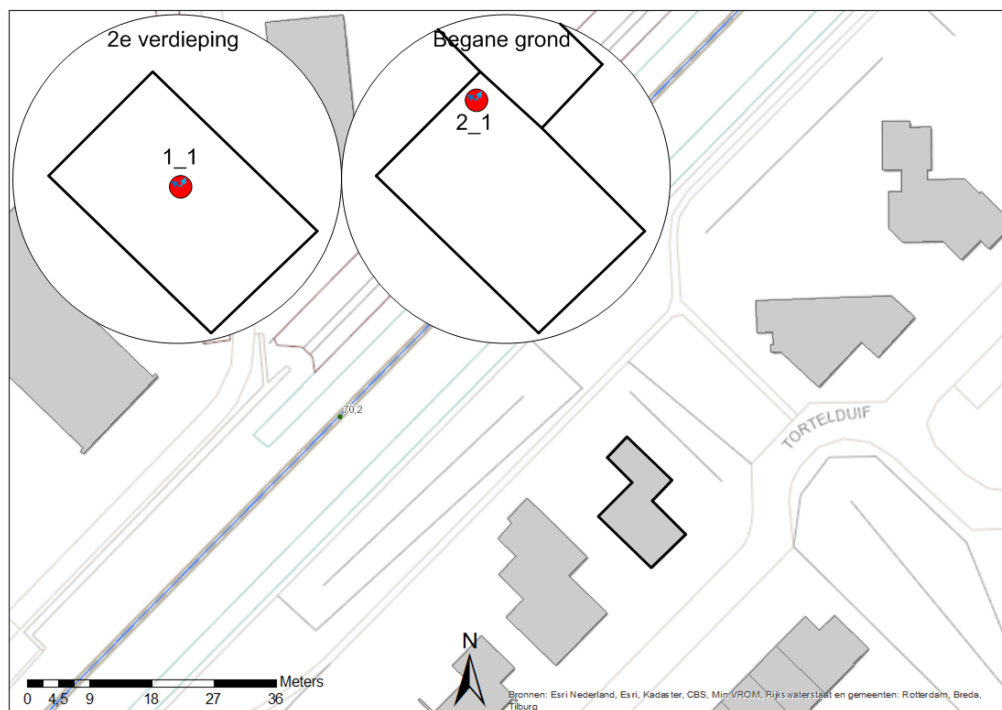 2e verdieping
Begane grond
1_1
2_1
70,2
TORTELDUIF
N
Meters
0 4,5 9 18 27 36
Bronnen: Esri Nederland, Esri, Kadaster, CBS, Min VROM, Rijkswaterstaat en gemeenten: Rotterdam, Breda,
Tilburg